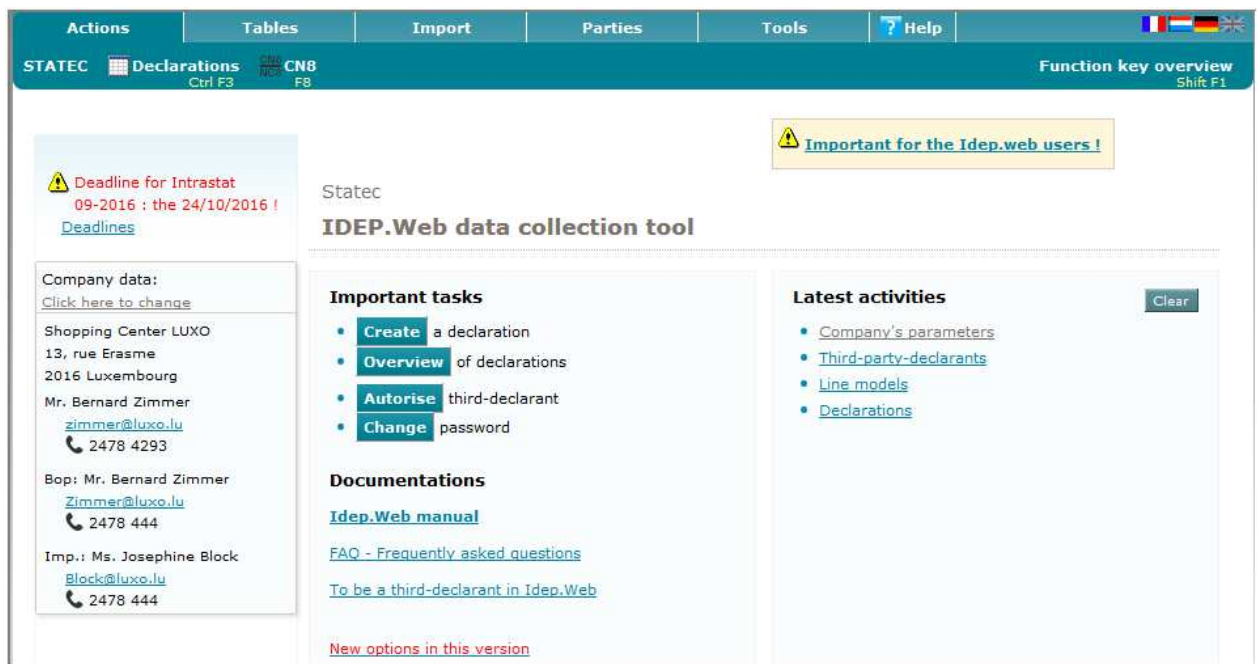 Actions Tables Import Parties Tools ? Help
STATEC Declarations CN8 NC8 CN8 Function key overview
Ctrl F3 F8 Shift F1
Important for the Idep.web users !
Deadline for Intrastat
09-2016 : the 24/10/2016 !
Deadlines
Statec
IDEP.Web data collection tool
Company data:
Click here to change
Shopping Center LUXO
13, rue Erasme
2016 Luxembourg
Mr. Bernard Zimmer
zimmer@luxo.lu
2478 4293
Bop: Mr. Bernard Zimmer
Zimmer@luxo.lu
2478 444
Imp.: Ms. Josephine Block
Block@luxo.lu
2478 444
Important tasks
Create a declaration
Overview of declarations
Autorise third-declarant
Change password
Documentations
Idep.Web manual
FAQ - Frequently asked questions
To be a third-declarant in Idep.Web
New options in this version
Latest activities
Clear
Company's parameters
Third-party-declarants
Line models
Declarations